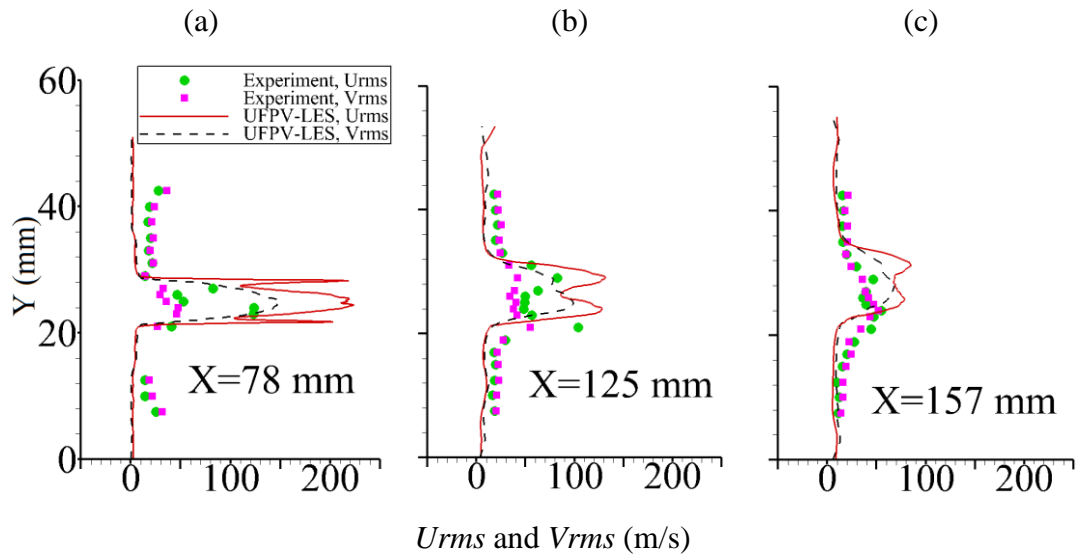 (a) (b) (c)
Experiment, Urms
Experiment, Vrms
UFPV-LES, Urms
UFPV-LES, Vrms
60
40
20
0
Y (mm)
X=78 mm
X=125 mm
X=157 mm
0 100 200 0 100 200 0 100 200
Urms and Vrms (m/s)